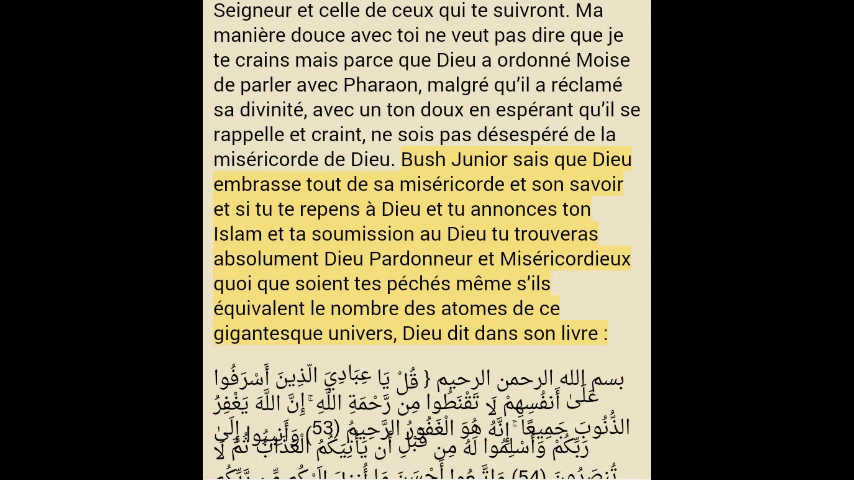 Seigneur et celle de ceux qui te suivront. Ma
manière douce avec toi ne veut pas dire que je
te crains mais parce que Dieu a ordonné Moise
de parler avec Pharaon, malgré qu'il a réclamé
sa divinité, avec un ton doux en espérant qu'il se
rappelle et craint, ne sois pas désespéré de la
miséricorde de Dieu. Bush Junior sais que Dieu
embrasse tout de sa miséricorde et son savoir
et si tu te repens à Dieu et tu annonces ton
Islam et ta soumission au Dieu tu trouveras
absolument Dieu Pardonneur et Miséricordieux
quoi que soient tes péchés même s'ils
équivalent le nombre des atomes de ce
gigantesque univers, Dieu dit dans son livre :
بسم الله الرحمن الرحيم { قُلْ يَا عِبَادِيَ الَّذِينَ أَسْرَفُوا
عَلَىٰ أَنفُسِهِمْ لَا تَقْنَطُوا مِن رَّحْمَةِ اللَّهِ ۚ إِنَّ اللَّهَ يَغْفِرُ
الذُّنُوبَ جَمِيعًا ۚ إِنَّهُ هُوَ الْغَفُورُ الرَّحِيمُ (53) وَأَنِيبُوا إِلَىٰ
رَبِّكُمْ وَأَسْلِمُوا لَهُ مِن قَبْلِ أَن يَأْتِيَكُمُ الْعَذَابُ ثُمَّ لَا
تُنصَرُونَ (54) وَاتَّبِعُوا أَحْسَنَ مَا أُنزِلَ إِلَيْكُم مِّن رَّبِّكُم